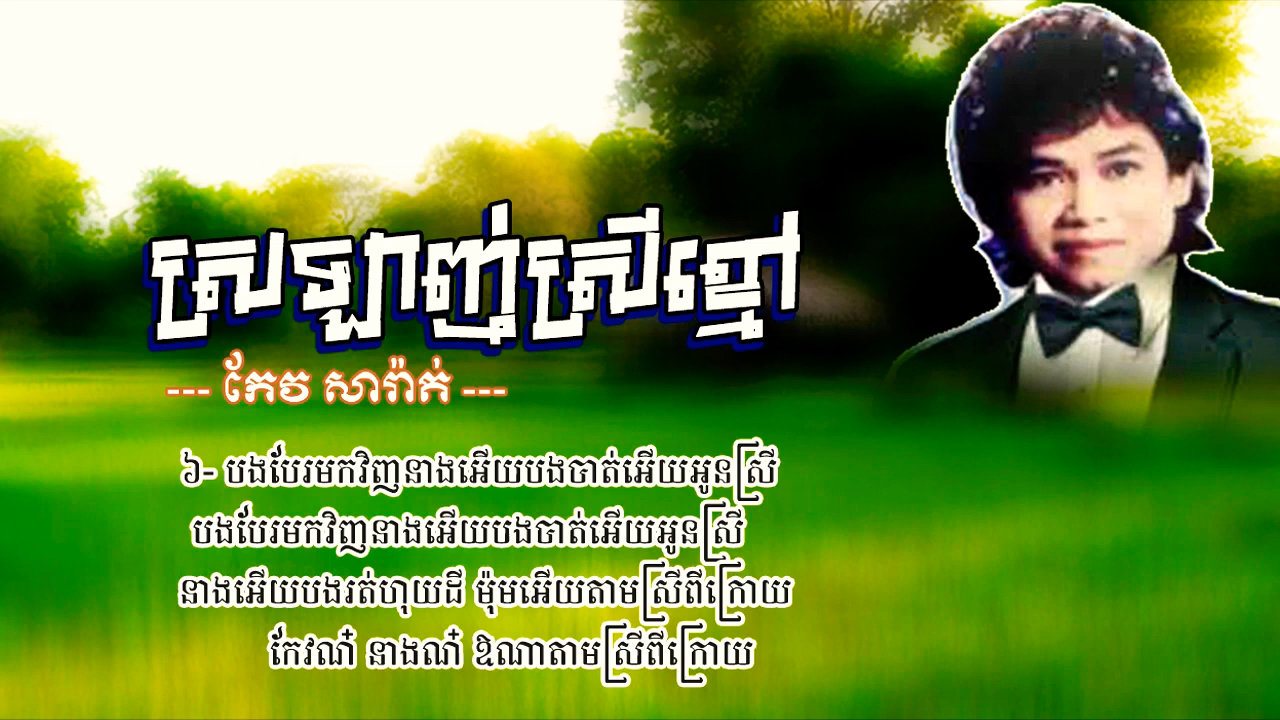 ស្រឡាញ់ស្រីខ្មៅ
--- កែវ សារ៉ាត់ ---
៦- បងបែរមកវិញនាងអើយបងចាត់អើយអូនស្រី
បងបែរមកវិញនាងអើយបងចាត់អើយអូនស្រី
នាងអើយបងរត់ហុយដី ម៉ុមអើយតាមស្រីពីក្រោយ
កែវណ៎ នាងណ៎ ឱណាតាមស្រីពីក្រោយ